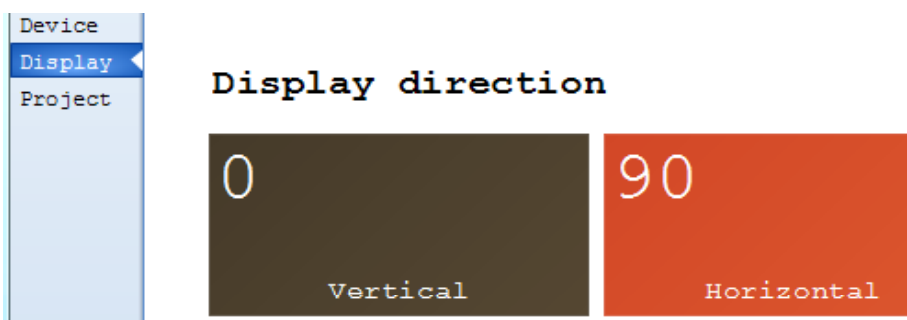 Device
Display
Project
Display direction
0
Vertical
90
Horizontal